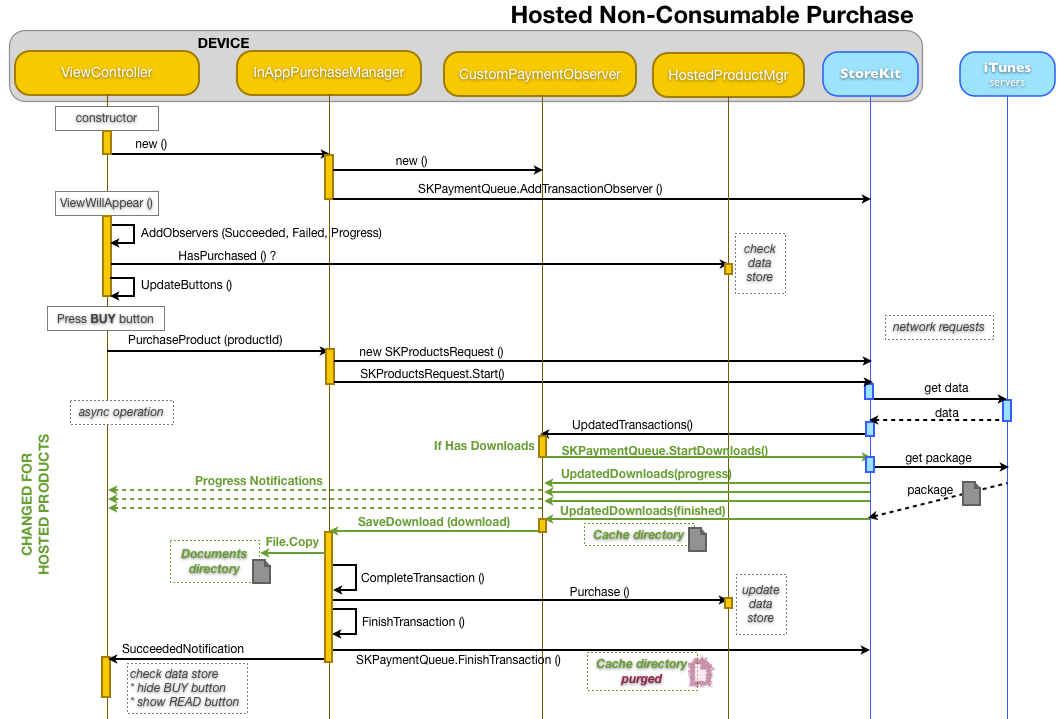 Hosted Non-Consumable Purchase
DEVICE
ViewController
InAppPurchaseManager
CustomPaymentObserver
HostedProductMgr
StoreKit
iTunes
servers
constructor
new ()
new ()
SKPaymentQueue.AddTransactionObserver ()
ViewWillAppear ()
AddObservers (Succeeded, Failed, Progress)
HasPurchased () ?
check
data
store
UpdateButtons ()
Press BUY button
network requests
PurchaseProduct (productId)
new SKProductsRequest ()
SKProductsRequest.Start()
get data
async operation
data
UpdatedTransactions()
If Has Downloads
SKPaymentQueue.StartDownloads()
get package
CHANGED FOR
HOSTED PRODUCTS
UpdatedDownloads(progress)
Progress Notifications
package
UpdatedDownloads(finished)
SaveDownload (download)
Cache directory
File.Copy
Documents
directory
CompleteTransaction ()
Purchase ()
update
data
store
FinishTransaction ()
SucceededNotification
SKPaymentQueue.FinishTransaction ()
Cache directory
purged
check data store
* hide BUY button
* show READ button